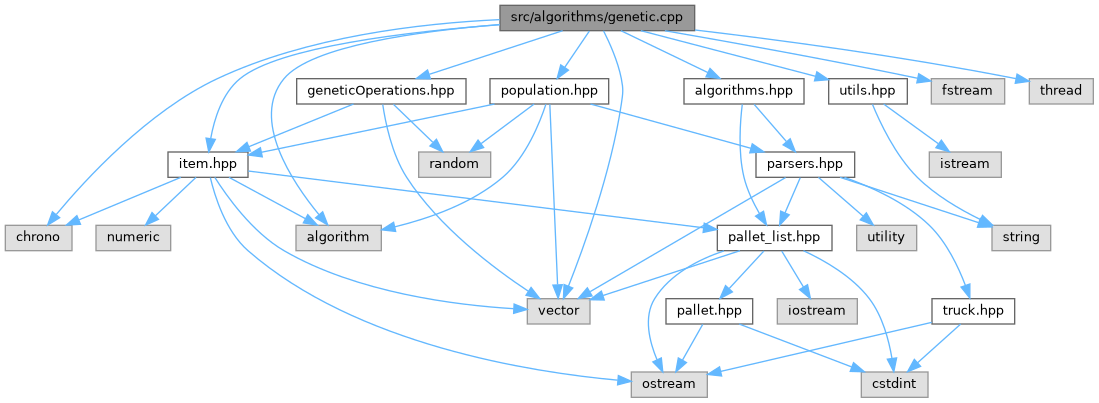 src/algorithms/genetic.cpp
geneticOperations.hpp
population.hpp
algorithms.hpp
utils.hpp
fstream
thread
item.hpp
random
parsers.hpp
istream
chrono
numeric
algorithm
pallet_list.hpp
utility
string
vector
pallet.hpp
iostream
truck.hpp
ostream
cstdint